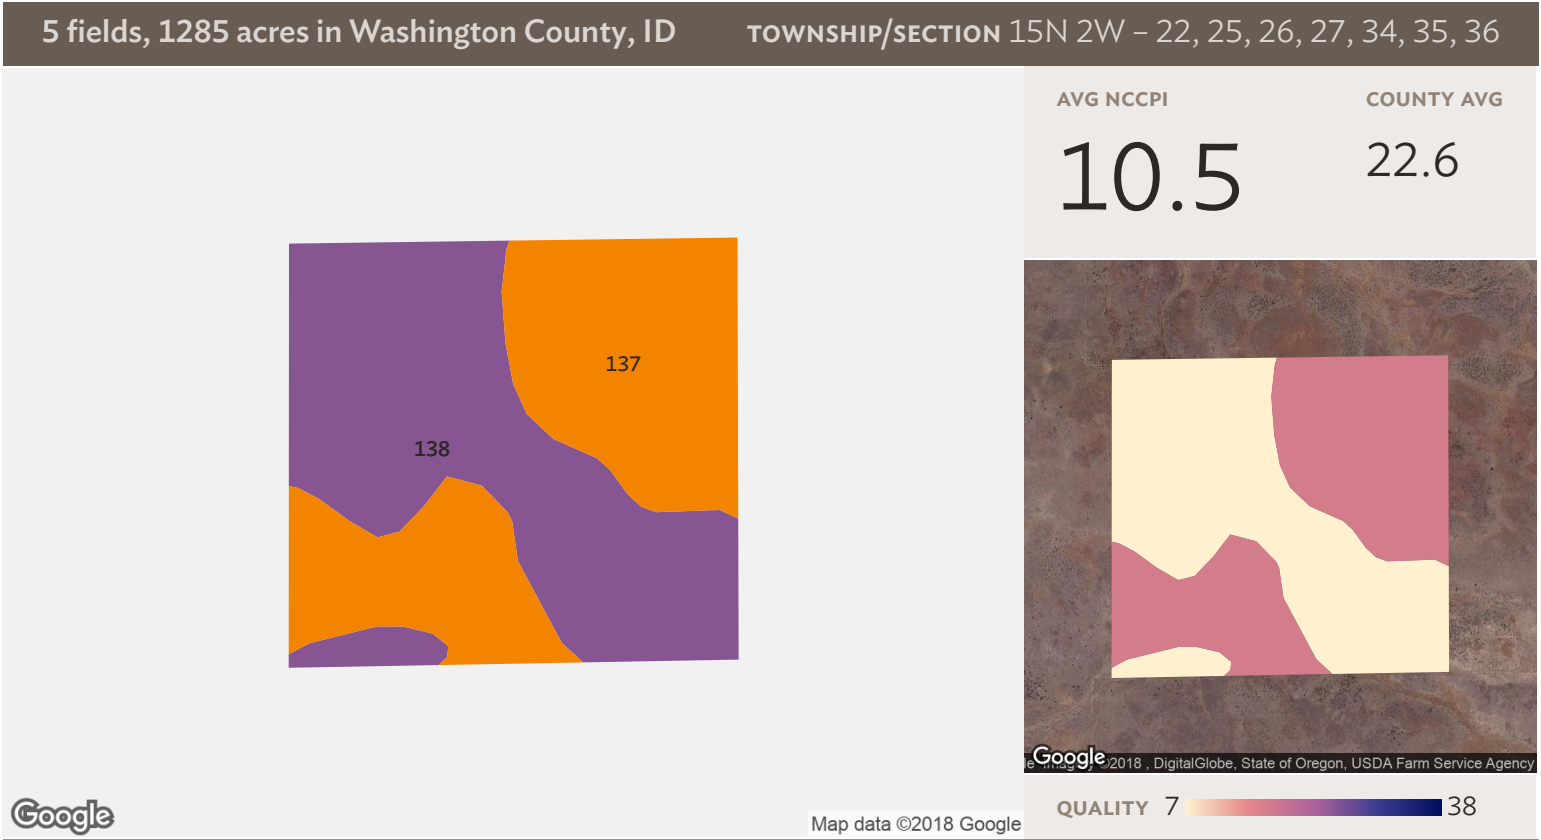 5 fields, 1285 acres in Washington County, ID
TOWNSHIP/SECTION 15N 2W – 22, 25, 26, 27, 34, 35, 36
AVG NCCPI
COUNTY AVG
10.5
22.6
137
138
Google
Map data ©2018 Google
Google
©2018 , DigitalGlobe, State of Oregon, USDA Farm Service Agency
QUALITY 7 38